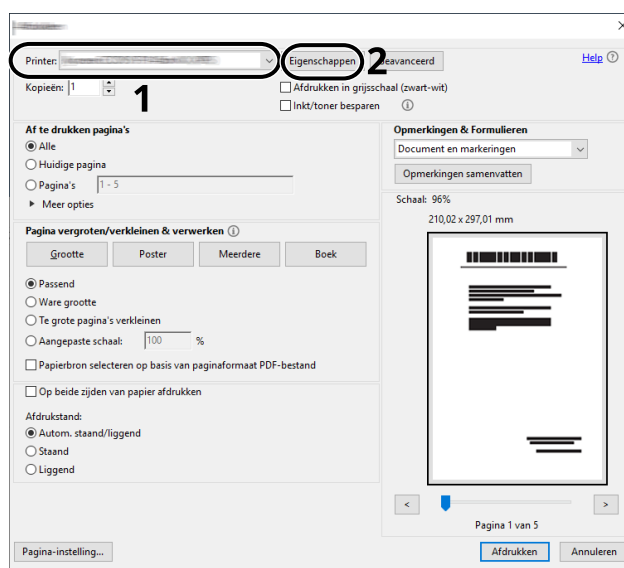 Printer:
Eigenschappen
2
Geavanceerd
Help
Kopieën: 1
1
Afdrukken in grijsschaal (zwart-wit)
Inkt/toner besparen
Af te drukken pagina's
Alle
Huidige pagina
Pagina's 1 - 5
Meer opties
Opmerkingen & Formulieren
Document en markeringen
Opmerkingen samenvatten
Pagina vergroten/verkleinen & verwerken
Grootte Poster Meerdere Boek
Passend
Ware grootte
Te grote pagina's verkleinen
Aangepaste schaal: 100 %
Papierbron selecteren op basis van paginaformaat PDF-bestand
Op beide zijden van papier afdrukken
Afdrukstand:
Autom. staand/liggend
Staand
Liggend
Schaal: 96%
210,02 x 297,01 mm
< >
Pagina 1 van 5
Pagina-instelling...
Afdrukken
Annuleren